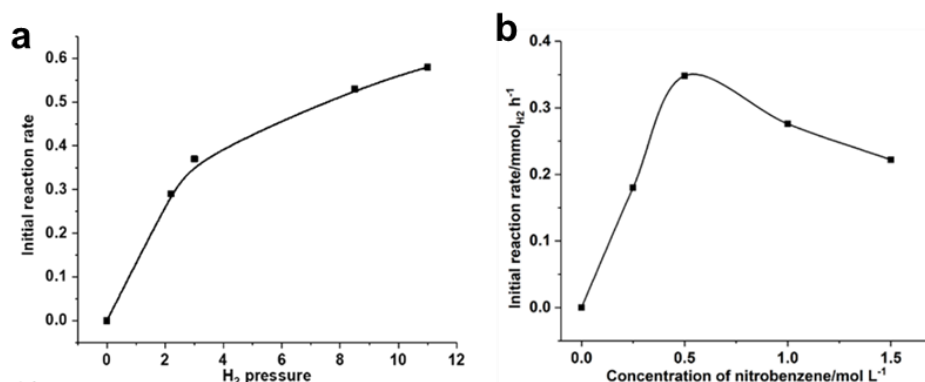 a
Initial reaction rate
0.6
0.5
0.4
0.3
0.2
0.1
0.0
0 2 4 6 8 10 12
H₂ pressure
b
Initial reaction rate/mmol_H2 h⁻¹
0.4
0.3
0.2
0.1
0.0
0.0 0.5 1.0 1.5
Concentration of nitrobenzene/mol L⁻¹